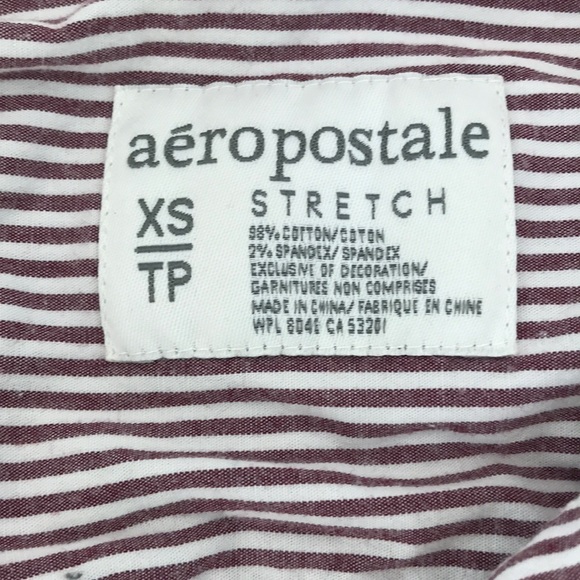 aéropostale
XS
TP
STRETCH
98% COTTON/COTON
2% SPANDEX/ SPANDEX
EXCLUSIVE OF DECORATION/
GARNITURES NON COMPRISES
MADE IN CHINA/ FABRIQUE EN CHINE
WPL 8046 CA 53201